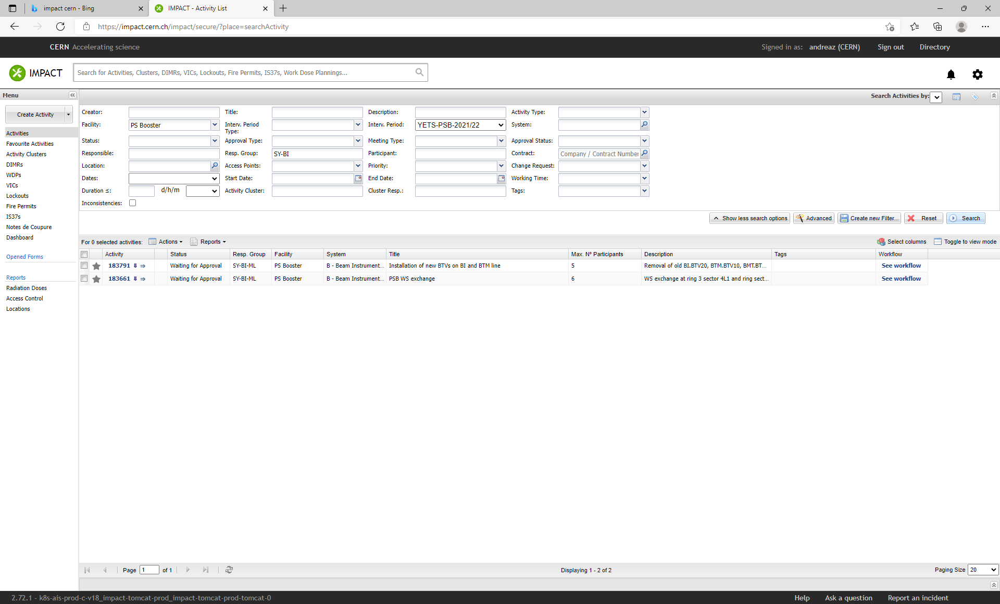 impact cern - Bing
IMPACT - Activity List
https://impact.cern.ch/impact/secure/?place=searchActivity
CERN Accelerating science
Signed in as: andreaz (CERN) Sign out Directory
IMPACT
Search for Activities, Clusters, DIMRs, VICs, Lockouts, Fire Permits, IS37s, Work Dose Plannings...
Menu
Search Activities by:
Create Activity
Activities
Favourite Activities
Activity Clusters
DIMRs
WDPs
VICs
Lockouts
Fire Permits
IS37s
Notes de Coupure
Dashboard
Opened Forms
Reports
Radiation Doses
Access Control
Locations
Creator: Title: Description: Activity Type:
Facility: PS Booster Interv. Period Type: Interv. Period: YETS-PSB-2021/22 System:
Status: Approval Type: Meeting Type: Approval Status:
Responsible: Resp. Group: SY-BI Participant: Contract: Company / Contract Number
Location: Access Points: Priority: Change Request:
Dates: Start Date: End Date: Working Time:
Duration ≤: d/h/m Activity Cluster: Cluster Resp.: Tags:
Inconsistencies:
Show less search options Advanced Create new Filter... Reset Search
For 0 selected activities: Actions Reports Select columns Toggle to view mode
Activity Status Resp. Group Facility System Title Max. Nº Participants Description Tags Workflow
183791 ⇓ ⇒ Waiting for Approval SY-BI-ML PS Booster B - Beam Instrument... Installation of new BTVs on BI and BTM line 5 Removal of old BI.BTV20, BTM.BTV10, BMT.BT... See workflow
183661 ⇓ ⇒ Waiting for Approval SY-BI-ML PS Booster B - Beam Instrument... PSB WS exchange 6 WS exchange at ring 3 sector 4L1 and ring sect... See workflow
Page 1 of 1 Displaying 1 - 2 of 2 Paging Size 20
2.72.1 - k8s-ais-prod-c-v18_impact-tomcat-prod_impact-tomcat-prod-tomcat-0
Help Ask a question Report an incident